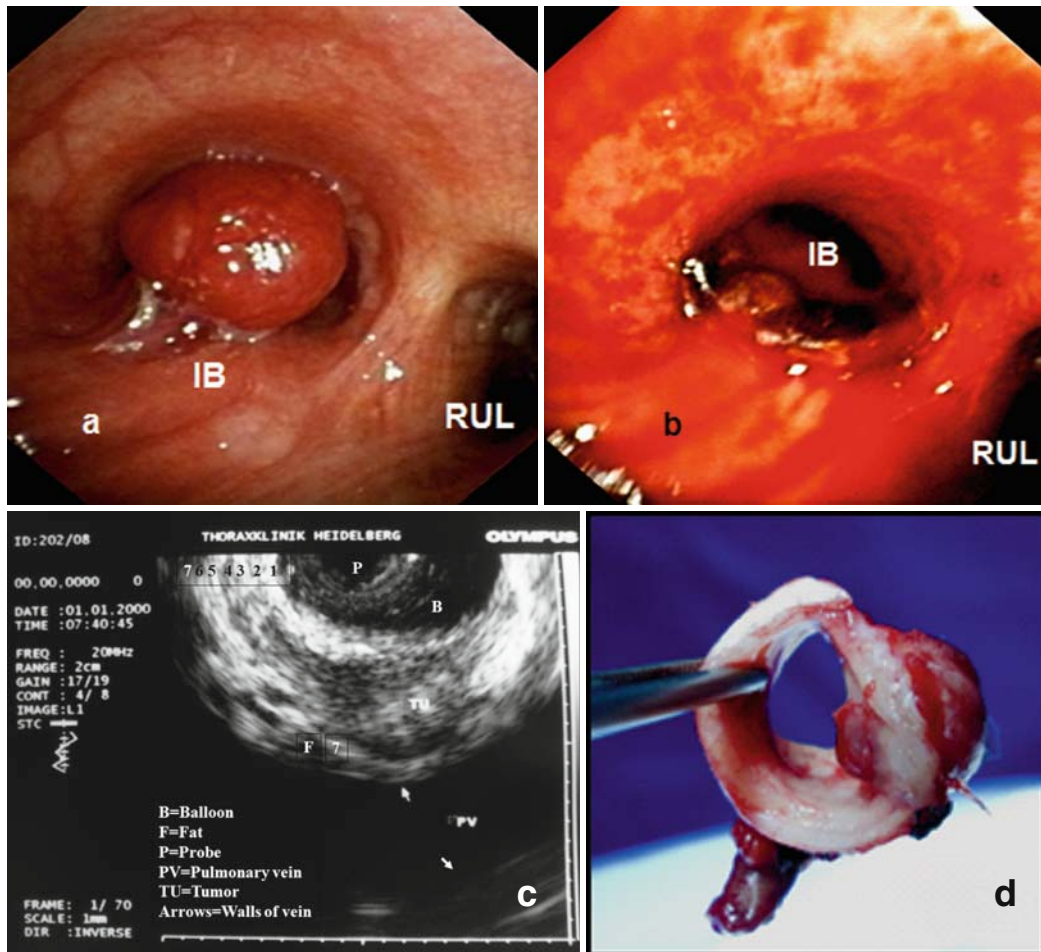 IB
a
RUL
IB
b
RUL
ID:202/08
THORAXKLINIK HEIDELBERG
OLYMPUS
00.00.0000 0
7 6 5 4 3 2 1
P
B
DATE :01.01.2000
TIME :07:40:45
FREQ : 20MHz
RANGE: 2cm
GAIN :17/19
CONT : 4/ 8
IMAGE:L1
STC
TU
F 7
PV
B=Balloon
F=Fat
P=Probe
PV=Pulmonary vein
TU=Tumor
Arrows=Walls of vein
FRAME: 1/ 70
SCALE: 1mm
DIR :INVERSE
c
d